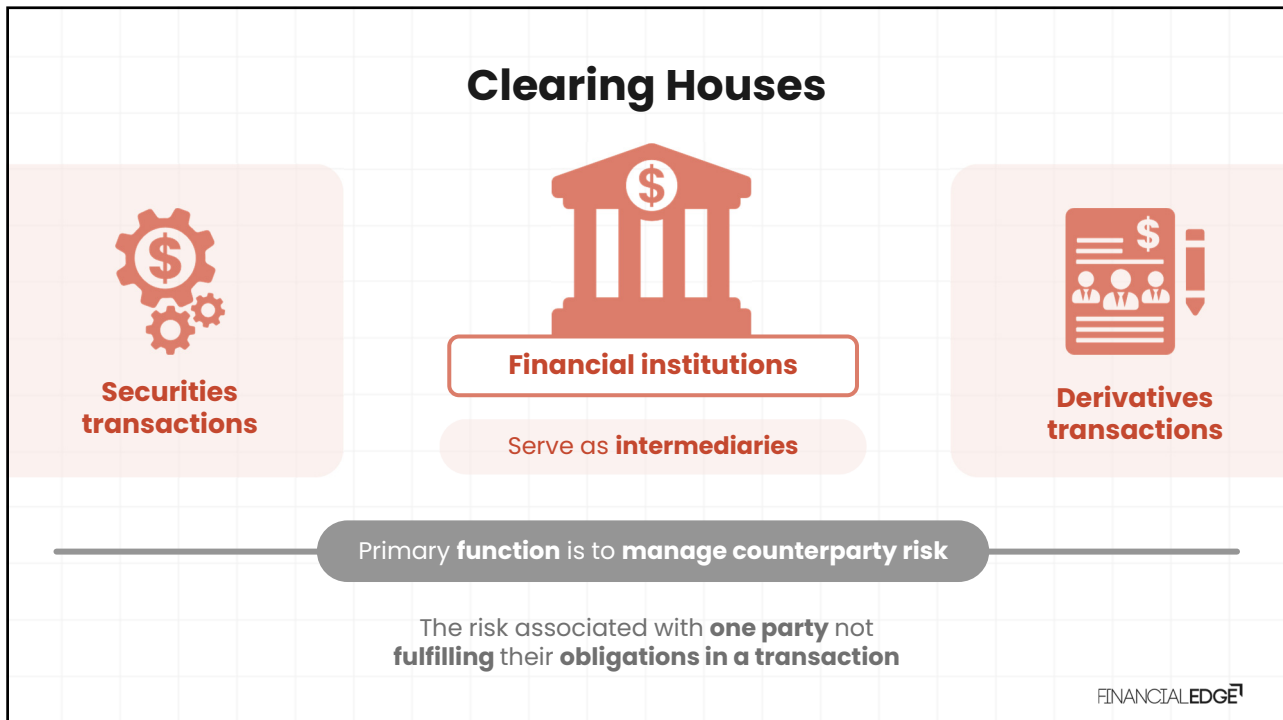 Clearing Houses
$
Securities
transactions
$
Financial institutions
Serve as intermediaries
$
Derivatives
transactions
Primary function is to manage counterparty risk
The risk associated with one party not
fulfilling their obligations in a transaction
FINANCIALEDGE